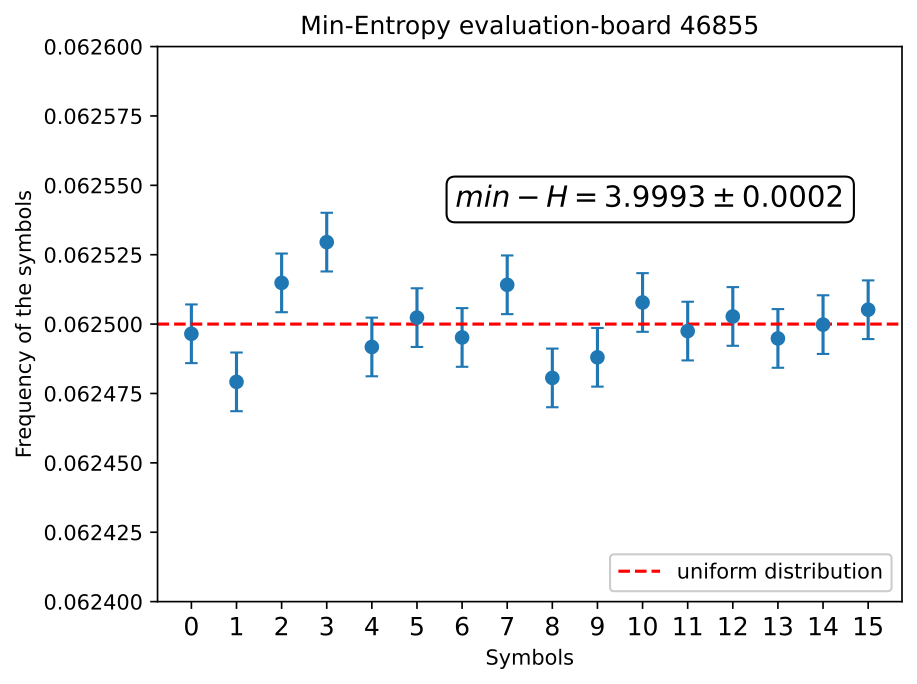 Min-Entropy evaluation-board 46855
0.062600
0.062575
0.062550
0.062525
0.062500
0.062475
0.062450
0.062425
0.062400
Frequency of the symbols
min − H = 3.9993 ± 0.0002
uniform distribution
0 1 2 3 4 5 6 7 8 9 10 11 12 13 14 15
Symbols